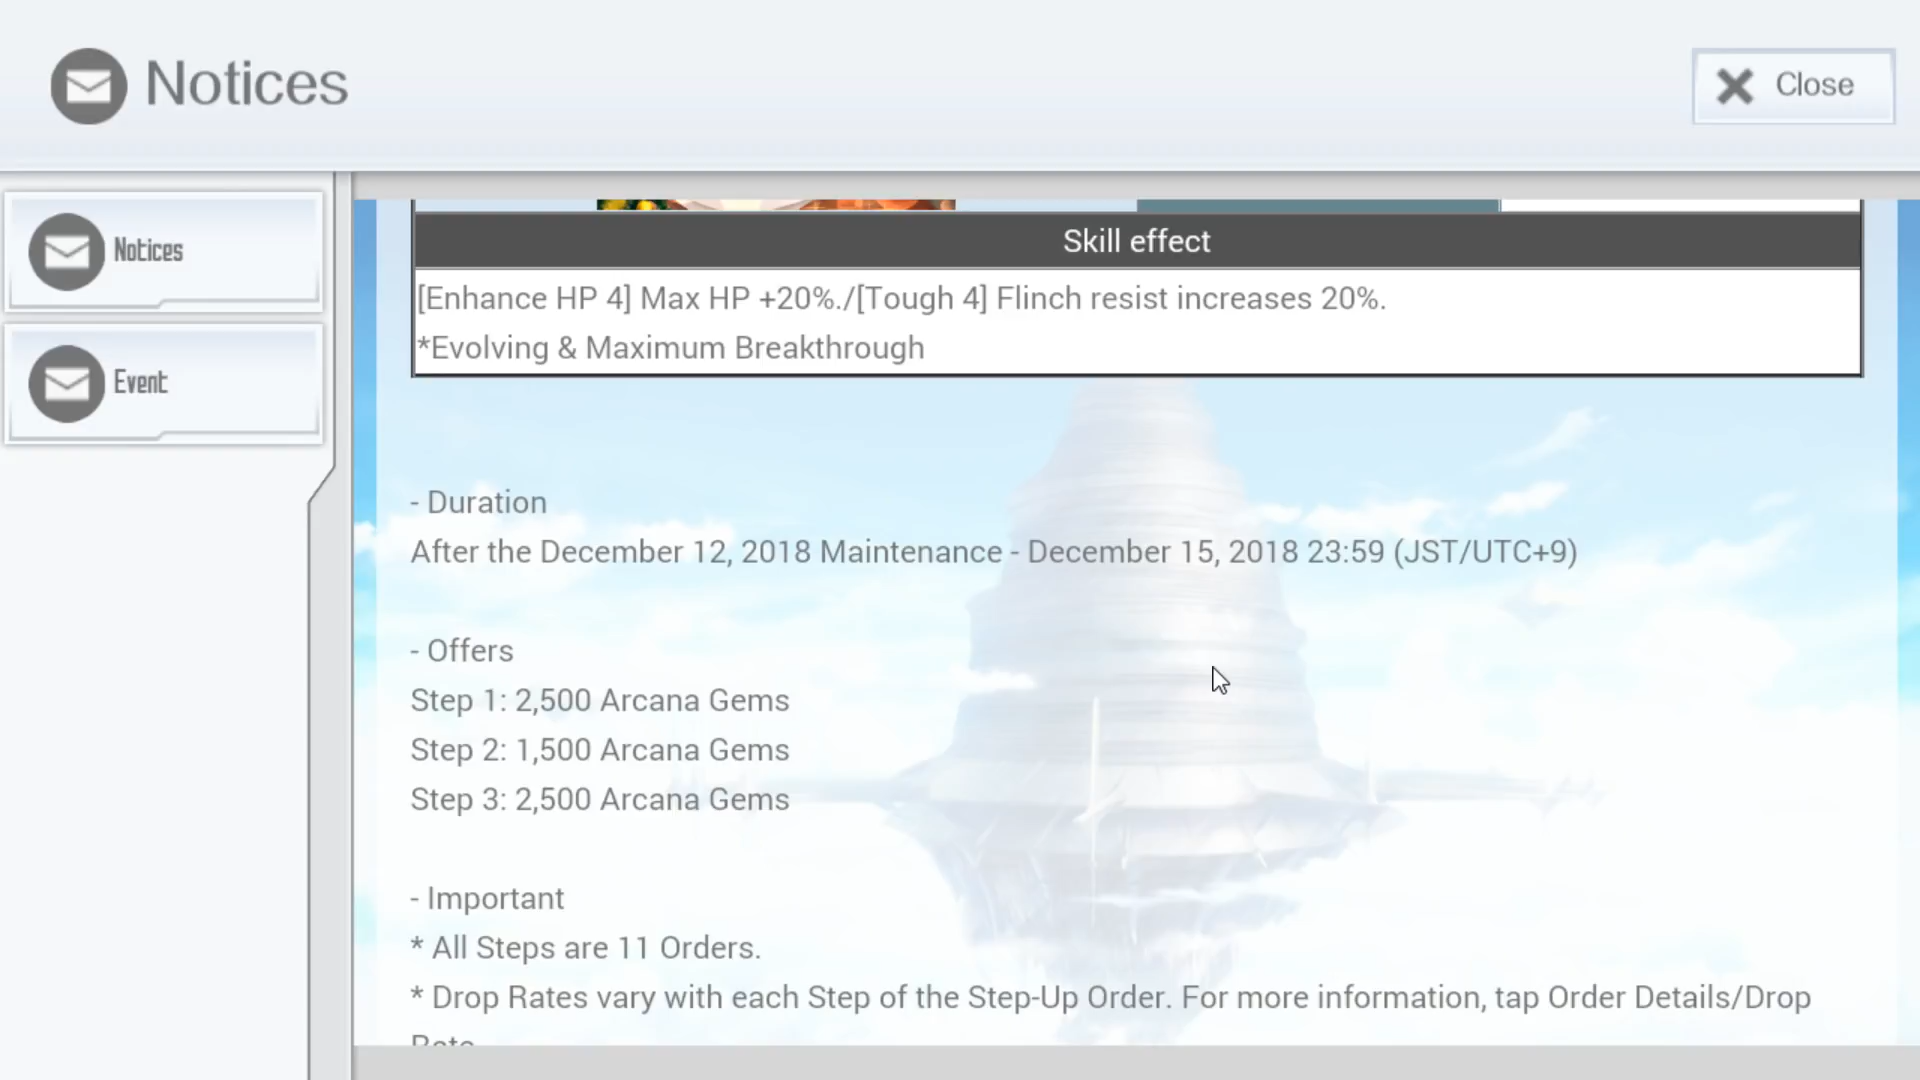 Notices
Close
Notices
Event
Skill effect
[Enhance HP 4] Max HP +20%./[Tough 4] Flinch resist increases 20%.
*Evolving & Maximum Breakthrough
- Duration
After the December 12, 2018 Maintenance - December 15, 2018 23:59 (JST/UTC+9)
- Offers
Step 1: 2,500 Arcana Gems
Step 2: 1,500 Arcana Gems
Step 3: 2,500 Arcana Gems
- Important
* All Steps are 11 Orders.
* Drop Rates vary with each Step of the Step-Up Order. For more information, tap Order Details/Drop
Rate.